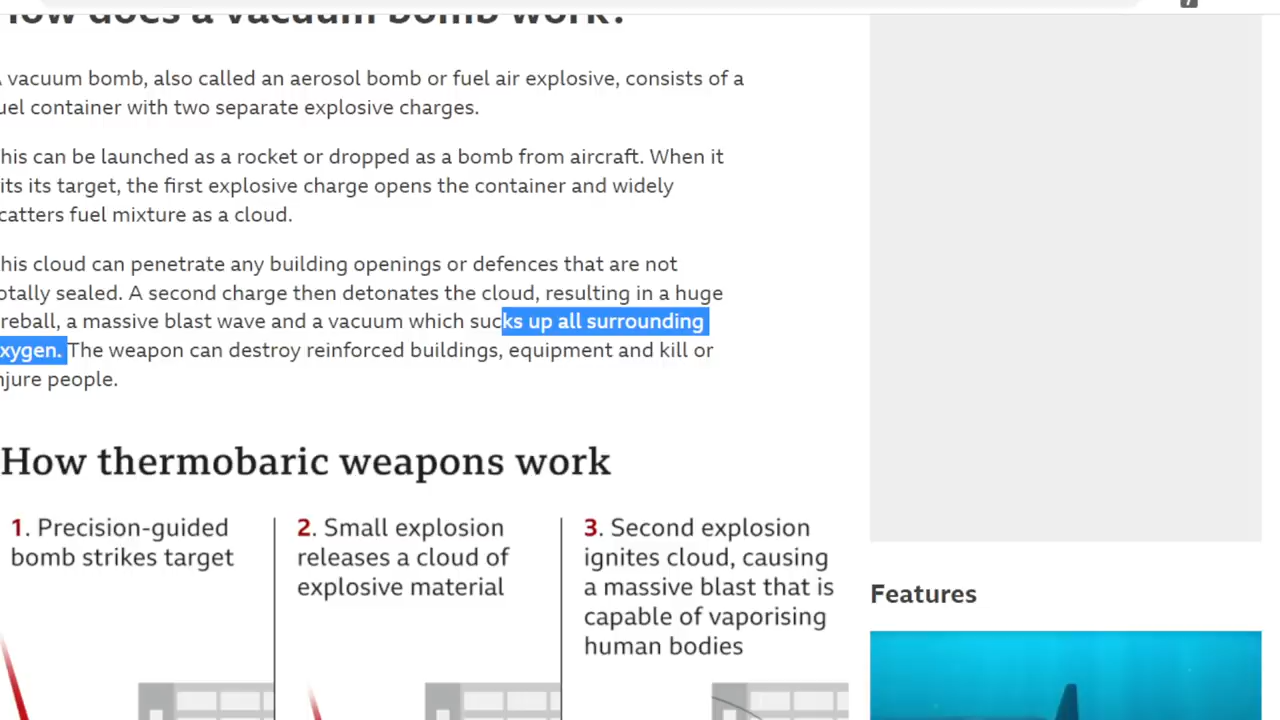 How does a vacuum bomb work?
A vacuum bomb, also called an aerosol bomb or fuel air explosive, consists of a
uel container with two separate explosive charges.
his can be launched as a rocket or dropped as a bomb from aircraft. When it
its its target, the first explosive charge opens the container and widely
catters fuel mixture as a cloud.
his cloud can penetrate any building openings or defences that are not
otally sealed. A second charge then detonates the cloud, resulting in a huge
reball, a massive blast wave and a vacuum which sucks up all surrounding
xygen. The weapon can destroy reinforced buildings, equipment and kill or
njure people.
How thermobaric weapons work
1. Precision-guided
bomb strikes target
2. Small explosion
releases a cloud of
explosive material
3. Second explosion
ignites cloud, causing
a massive blast that is
capable of vaporising
human bodies
Features